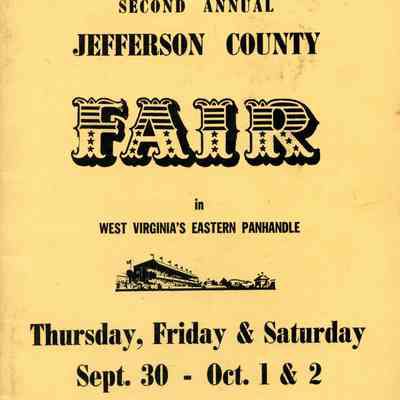 SECOND ANNUAL
JEFFERSON COUNTY
FAIR
in
WEST VIRGINIA'S EASTERN PANHANDLE
Thursday, Friday & Saturday
Sept. 30 - Oct. 1 & 2